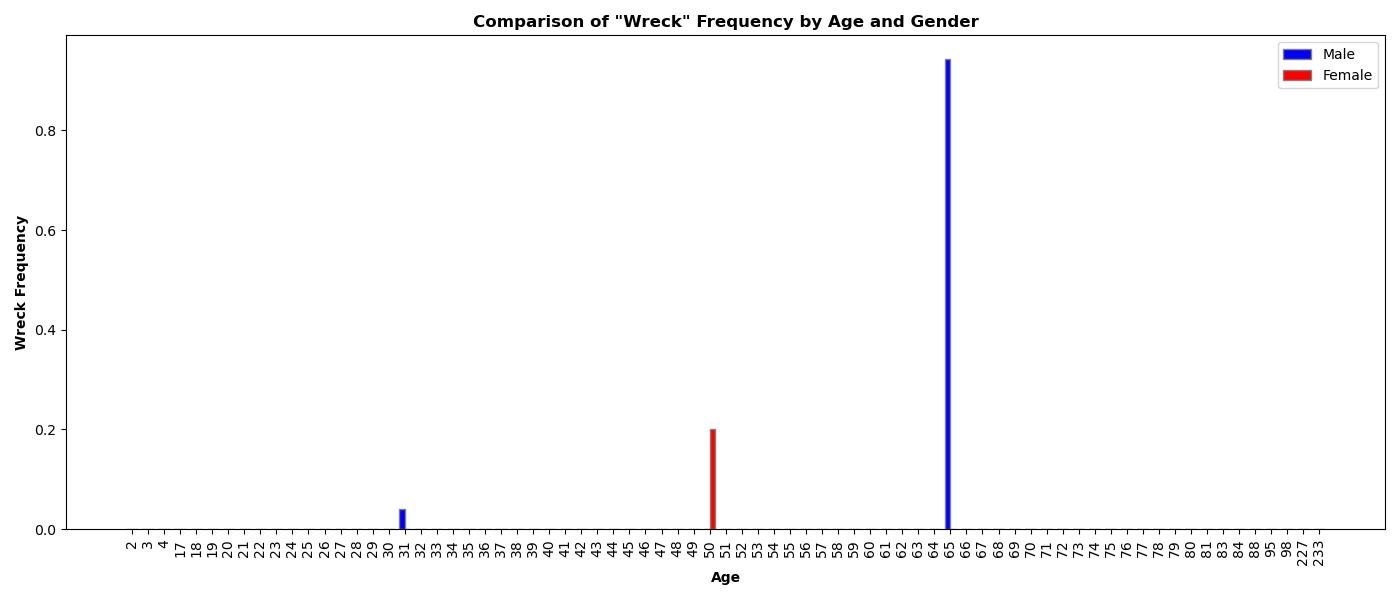 Comparison of "Wreck" Frequency by Age and Gender
Male
Female
Wreck Frequency
0.8
0.6
0.4
0.2
0.0
2 3 4 17 18 19 20 21 22 23 24 25 26 27 28 29 30 31 32 33 34 35 36 37 38 39 40 41 42 43 44 45 46 47 48 49 50 51 52 53 54 55 56 57 58 59 60 61 62 63 64 65 66 67 68 69 70 71 72 73 74 75 76 77 78 79 80 81 83 84 88 95 98 227 233
Age